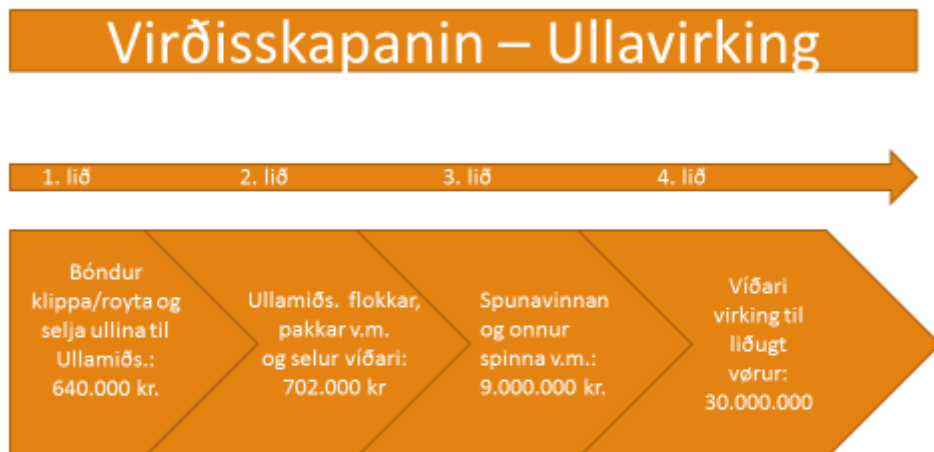 Virðisskapanin – Ullavirking
1. lið
2. lið
3. lið
4. lið
Bóndur
klippa/royta og
selja ullina til
Ullamiðs.:
640.000 kr.
Ullamiðs. flokkar,
pakkar v.m.
og selur víðari:
702.000 kr
Spunavinnan
og onnur
spinna v.m.:
9.000.000 kr.
Víðari
virking til
liðugt
vørur:
30.000.000